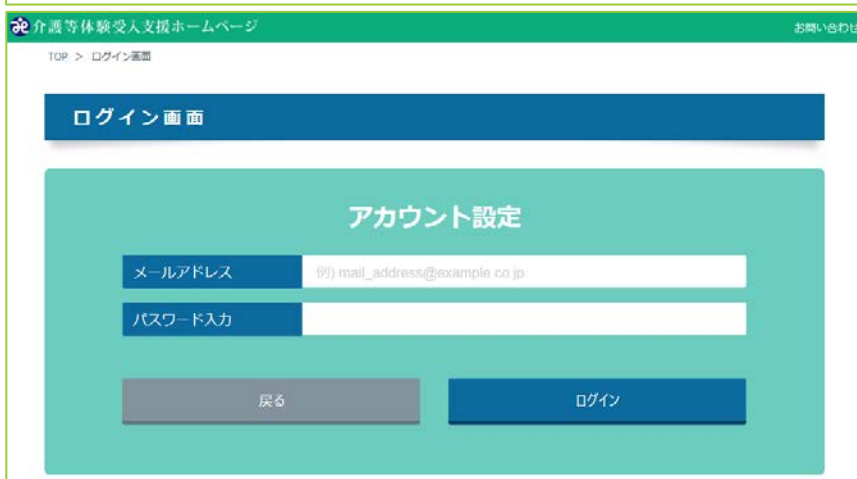 介護等体験受入支援ホームページ
お問い合わせ
TOP > ログイン画面
ログイン画面
アカウント設定
メールアドレス
例) mail_address@example.co.jp
パスワード入力
戻る
ログイン